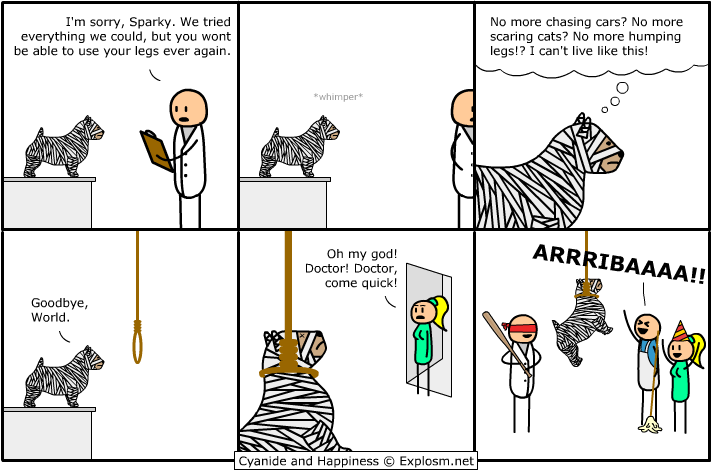 I'm sorry, Sparky. We tried
everything we could, but you wont
be able to use your legs ever again.
*whimper*
No more chasing cars? No more
scaring cats? No more humping
legs!? I can't live like this!
Goodbye,
World.
Oh my god!
Doctor! Doctor,
come quick!
ARRRIBAAAA!!
Cyanide and Happiness © Explosm.net